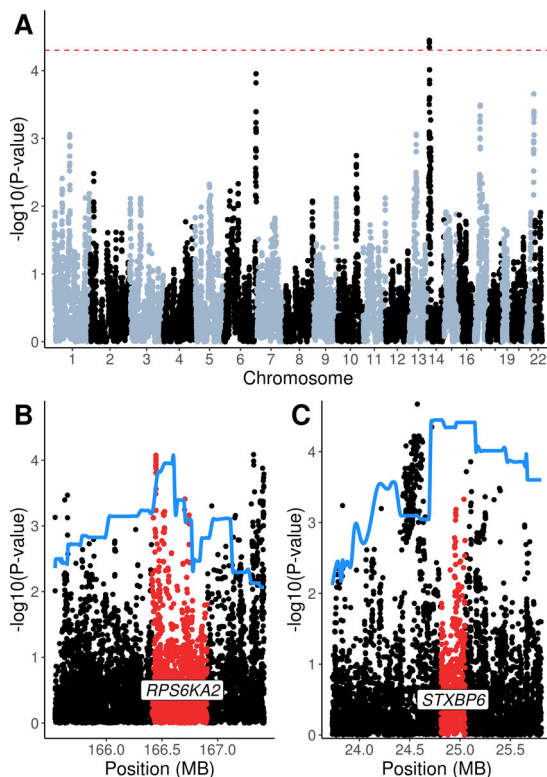 A
-log10(P-value)
4
3
2
1
0
1 2 3 4 5 6 7 8 9 10 11 12 13 14 16 19 20 22
Chromosome
B
-log10(P-value)
4
3
2
1
0
RPS6KA2
166.0 166.5 167.0
Position (MB)
C
-log10(P-value)
4
3
2
1
0
STXBP6
24.0 24.5 25.0 25.5
Position (MB)